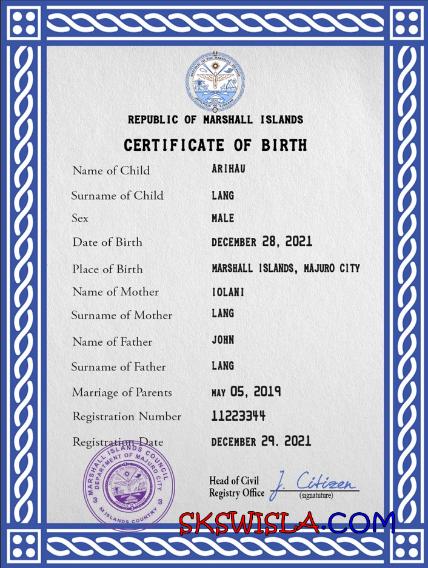 REPUBLIC OF MARSHALL ISLANDS
CERTIFICATE OF BIRTH
Name of Child ARIHAU
Surname of Child LANG
Sex MALE
Date of Birth DECEMBER 28, 2021
Place of Birth MARSHALL ISLANDS, MAJURO CITY
Name of Mother IOLANI
Surname of Mother LANG
Name of Father JOHN
Surname of Father LANG
Marriage of Parents MAY 05, 2019
Registration Number 11223344
Registration Date DECEMBER 29. 2021
MARSHALL ISLANDS COUNCIL
DEPARTMENT OF MAJURO CITY
M ISLANDS COUNTRY
Head of Civil
Registry Office J. Citizen
SKSWISLA.COM